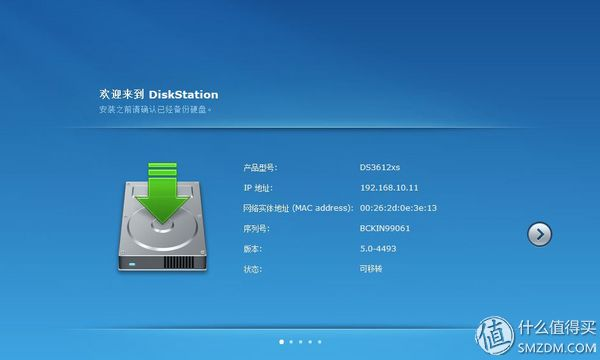 欢迎来到 DiskStation
安装之前请确认已经备份硬盘。
产品型号: DS3612xs
IP 地址: 192.168.10.11
网络实体地址 (MAC address): 00:26:2d:0e:3e:13
序列号: BCKIN99061
版本: 5.0-4493
状态: 可移转
值 什么值得买
SMZDM.COM